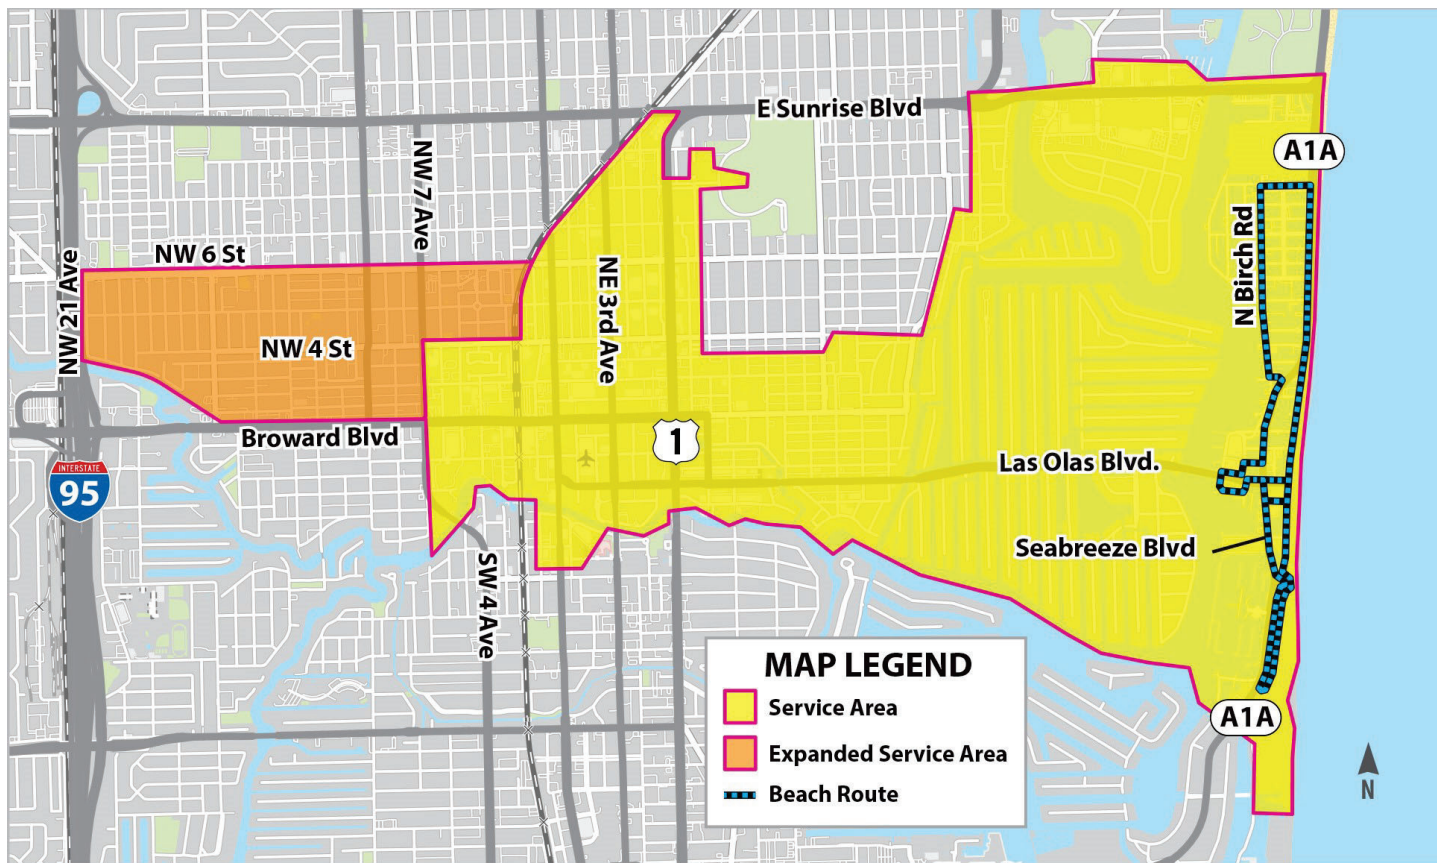 E Sunrise Blvd
A1A
NW 7 Ave
N Birch Rd
NW 6 St
NW 21 Ave
NE 3rd Ave
NW 4 St
Broward Blvd
1
Las Olas Blvd.
INTERSTATE
95
Seabreeze Blvd
SW 4 Ave
MAP LEGEND
Service Area
Expanded Service Area
Beach Route
A1A
N